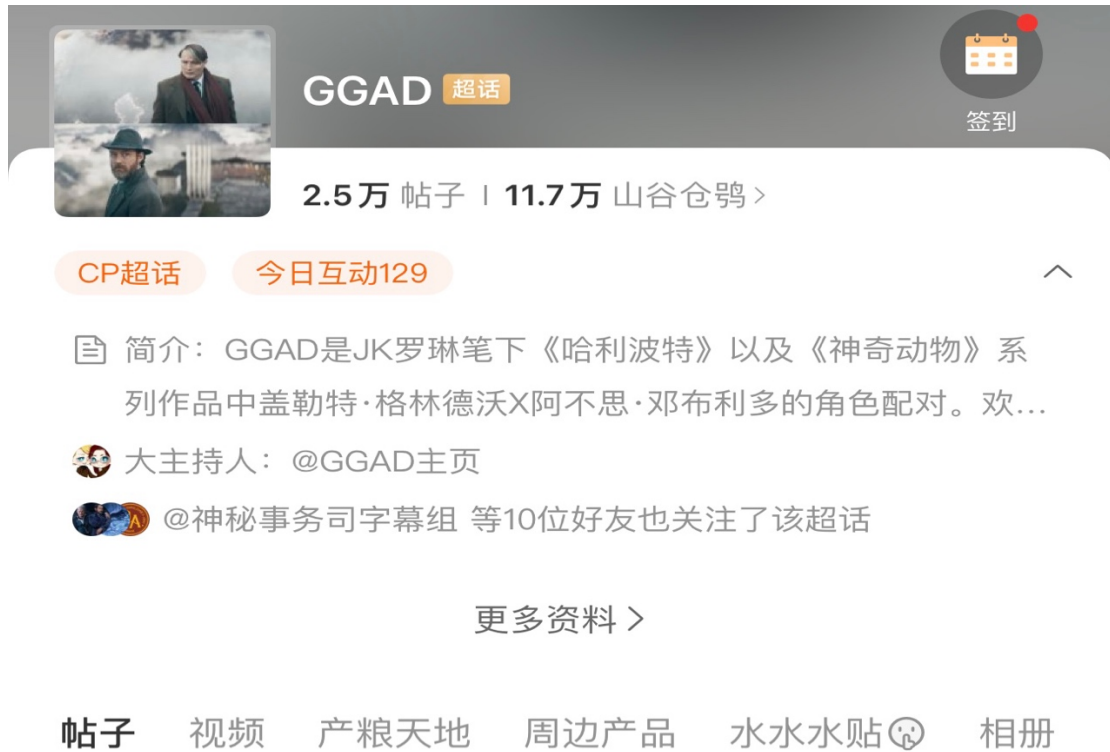 GGAD 超话
签到
2.5万 帖子 | 11.7万 山谷仓鸮>
CP超话 今日互动129
简介：GGAD是JK罗琳笔下《哈利波特》以及《神奇动物》系
列作品中盖勒特·格林德沃X阿不思·邓布利多的角色配对。欢...
大主持人：@GGAD主页
@神秘事务司字幕组 等10位好友也关注了该超话
更多资料>
帖子 视频 产粮天地 周边产品 水水水贴 相册